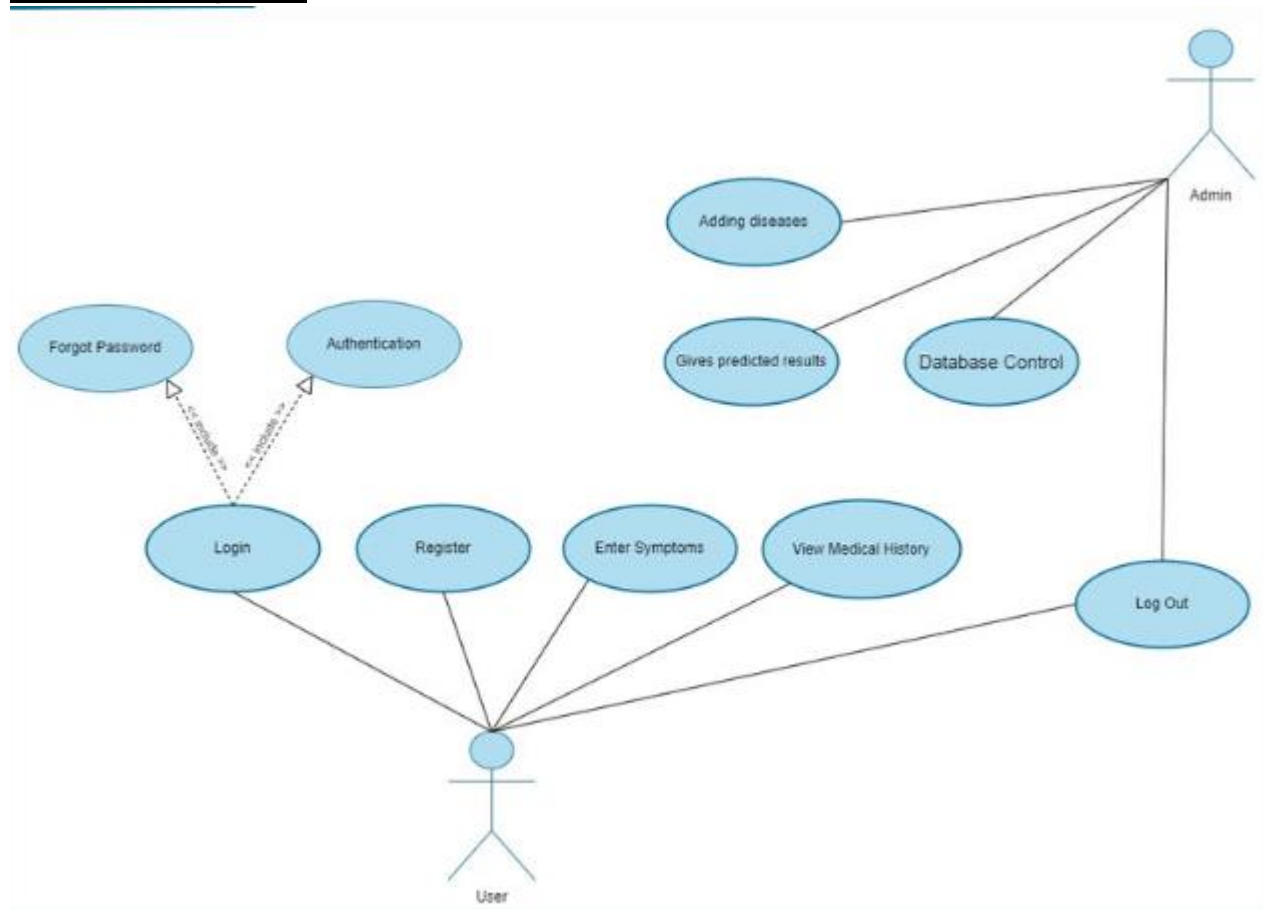 Admin
Adding diseases
Forgot Password
Authentication
Gives predicted results
Database Control
<< include >>
<< include >>
Login
Register
Enter Symptoms
View Medical History
Log Out
User